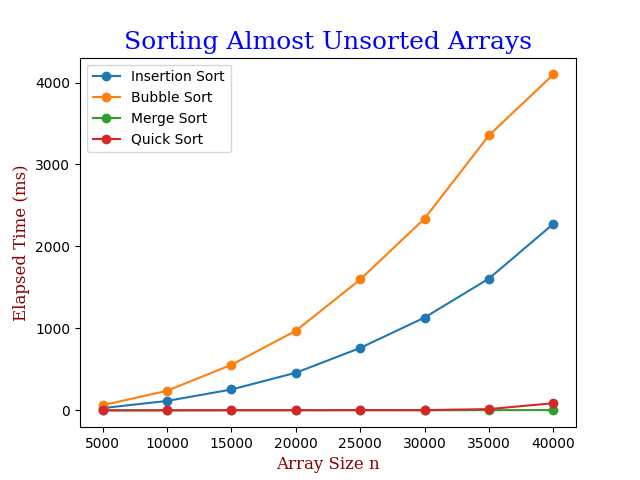 Sorting Almost Unsorted Arrays
Insertion Sort
Bubble Sort
Merge Sort
Quick Sort
Elapsed Time (ms)
4000
3000
2000
1000
0
5000 10000 15000 20000 25000 30000 35000 40000
Array Size n